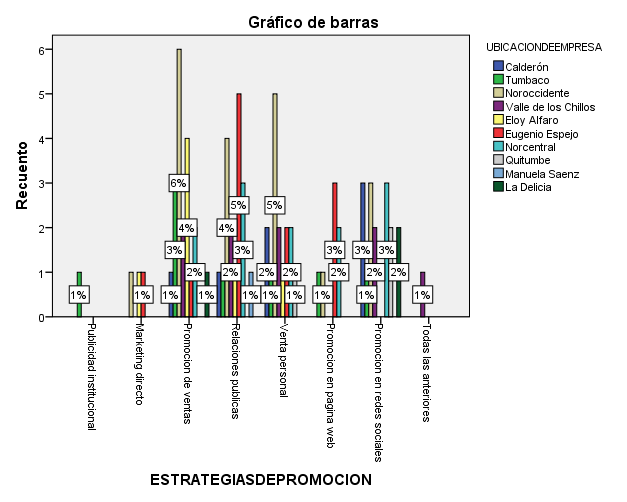 Gráfico de barras
UBICACIONDEEMPRESA
Calderón
Tumbaco
Noroccidente
Valle de los Chillos
Eloy Alfaro
Eugenio Espejo
Norcentral
Quitumbe
Manuela Saenz
La Delicia
Recuento
6
5
4
3
2
1
0
6%
5% 5%
4% 4%
3% 3% 3% 3% 3% 3%
2% 2% 2% 2% 2% 2% 2%
1% 1% 1% 1% 1% 1% 1% 1% 1% 1%
Publicidad institucional
Marketing directo
Promocion de ventas
Relaciones publicas
Venta personal
Promocion en pagina web
Promocion en redes sociales
Todas las anteriores
ESTRATEGIASDEPROMOCION